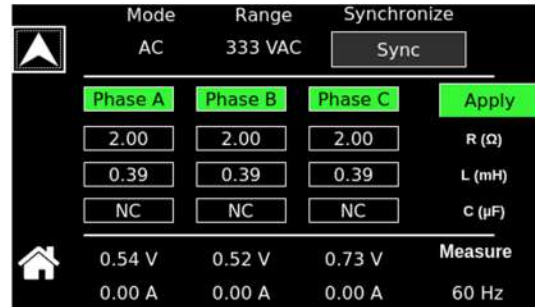 Mode Range Synchronize
AC 333 VAC Sync
Phase A Phase B Phase C Apply
2.00 2.00 2.00 R (Ω)
0.39 0.39 0.39 L (mH)
NC NC NC C (µF)
0.54 V 0.52 V 0.73 V Measure
0.00 A 0.00 A 0.00 A 60 Hz